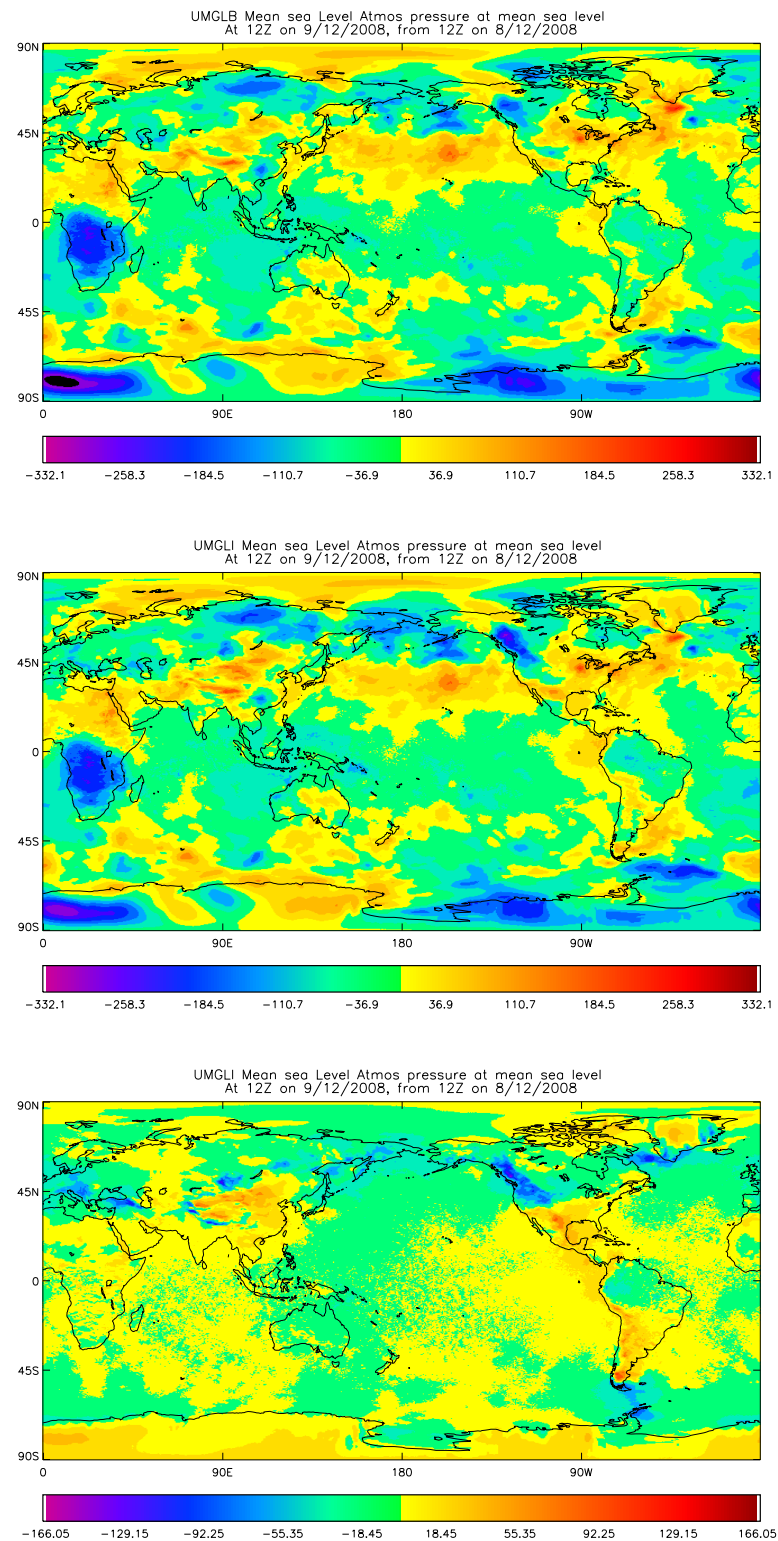 UMGLB Mean sea Level Atmos pressure at mean sea level
At 12Z on 9/12/2008, from 12Z on 8/12/2008
90N
45N
0
45S
90S
0 90E 180 90W
−332.1 −258.3 −184.5 −110.7 −36.9 36.9 110.7 184.5 258.3 332.1
UMGLI Mean sea Level Atmos pressure at mean sea level
At 12Z on 9/12/2008, from 12Z on 8/12/2008
90N
45N
0
45S
90S
0 90E 180 90W
−332.1 −258.3 −184.5 −110.7 −36.9 36.9 110.7 184.5 258.3 332.1
UMGLI Mean sea Level Atmos pressure at mean sea level
At 12Z on 9/12/2008, from 12Z on 8/12/2008
90N
45N
0
45S
90S
0 90E 180 90W
−166.05 −129.15 −92.25 −55.35 −18.45 18.45 55.35 92.25 129.15 166.05